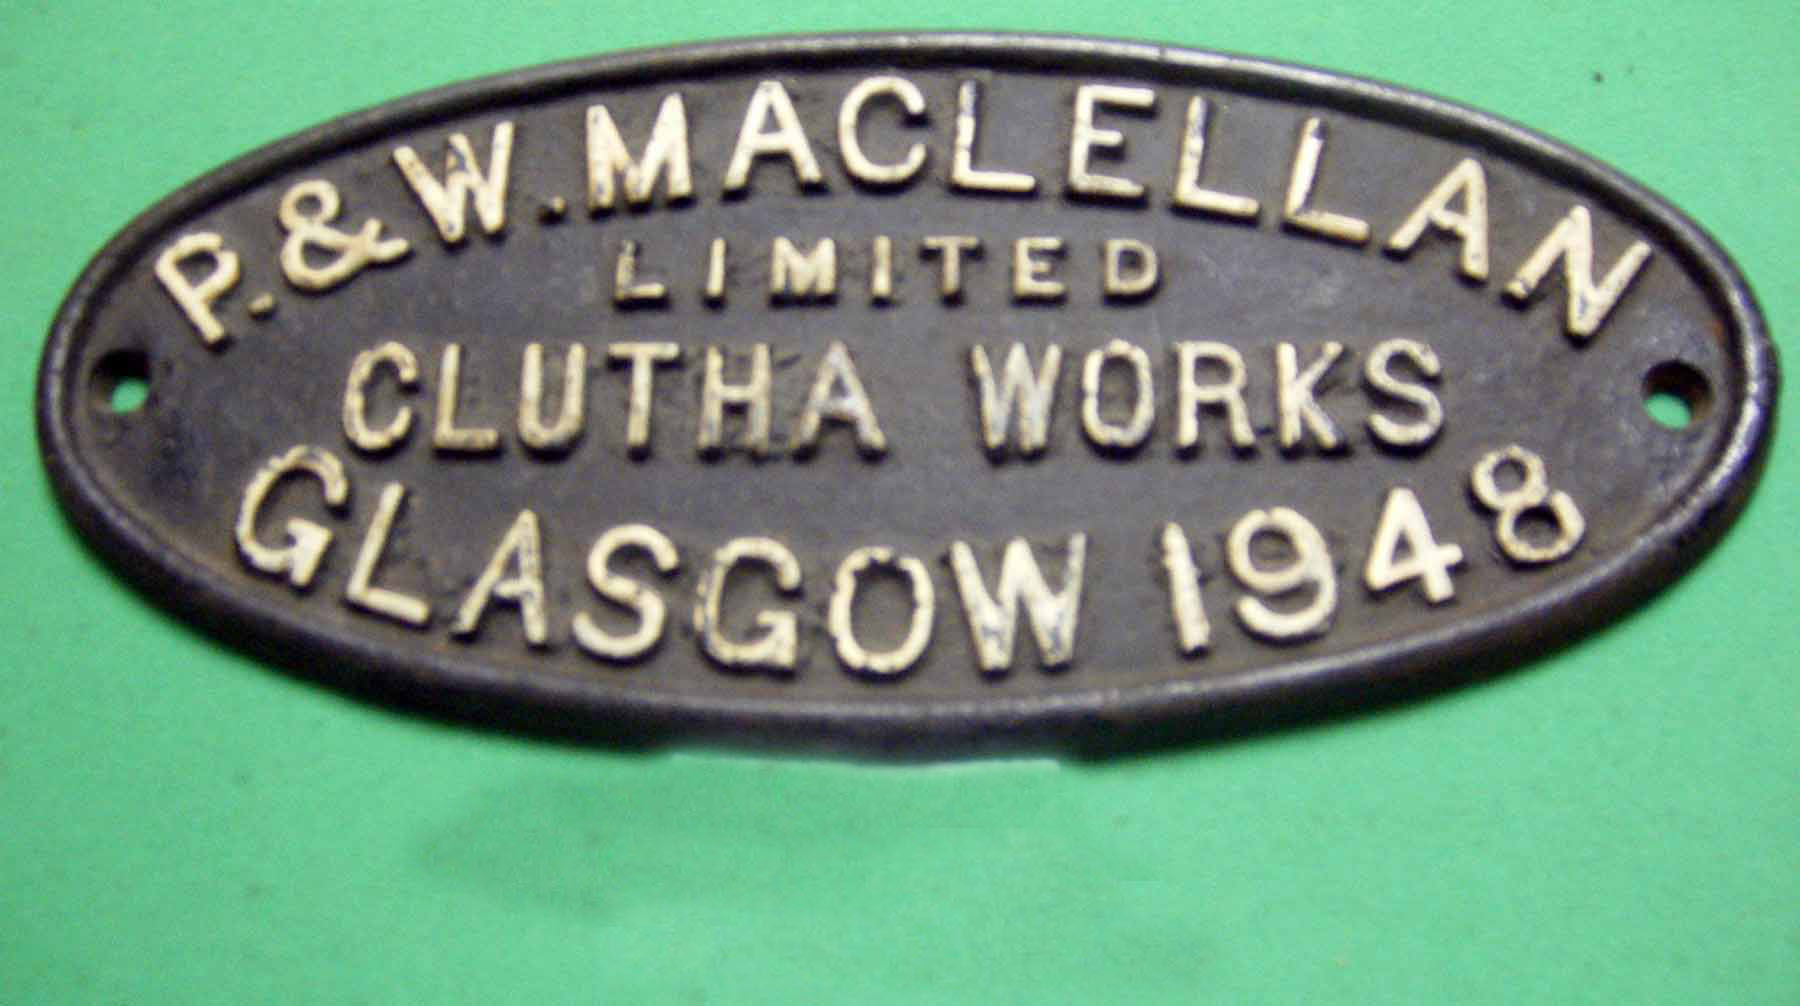 P. & W. MACLELLAN
LIMITED
CLUTHA WORKS
GLASGOW 1948